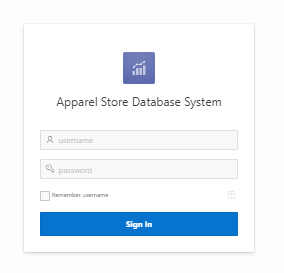 Apparel Store Database System
username
password
Remember username
?
Sign In